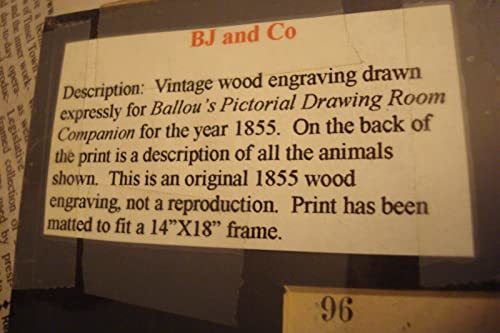 BJ and Co
Description: Vintage wood engraving drawn
expressly for Ballou's Pictorial Drawing Room
Companion for the year 1855. On the back of
the print is a description of all the animals
shown. This is an original 1855 wood
engraving, not a reproduction. Print has been
matted to fit a 14"X18" frame.
96